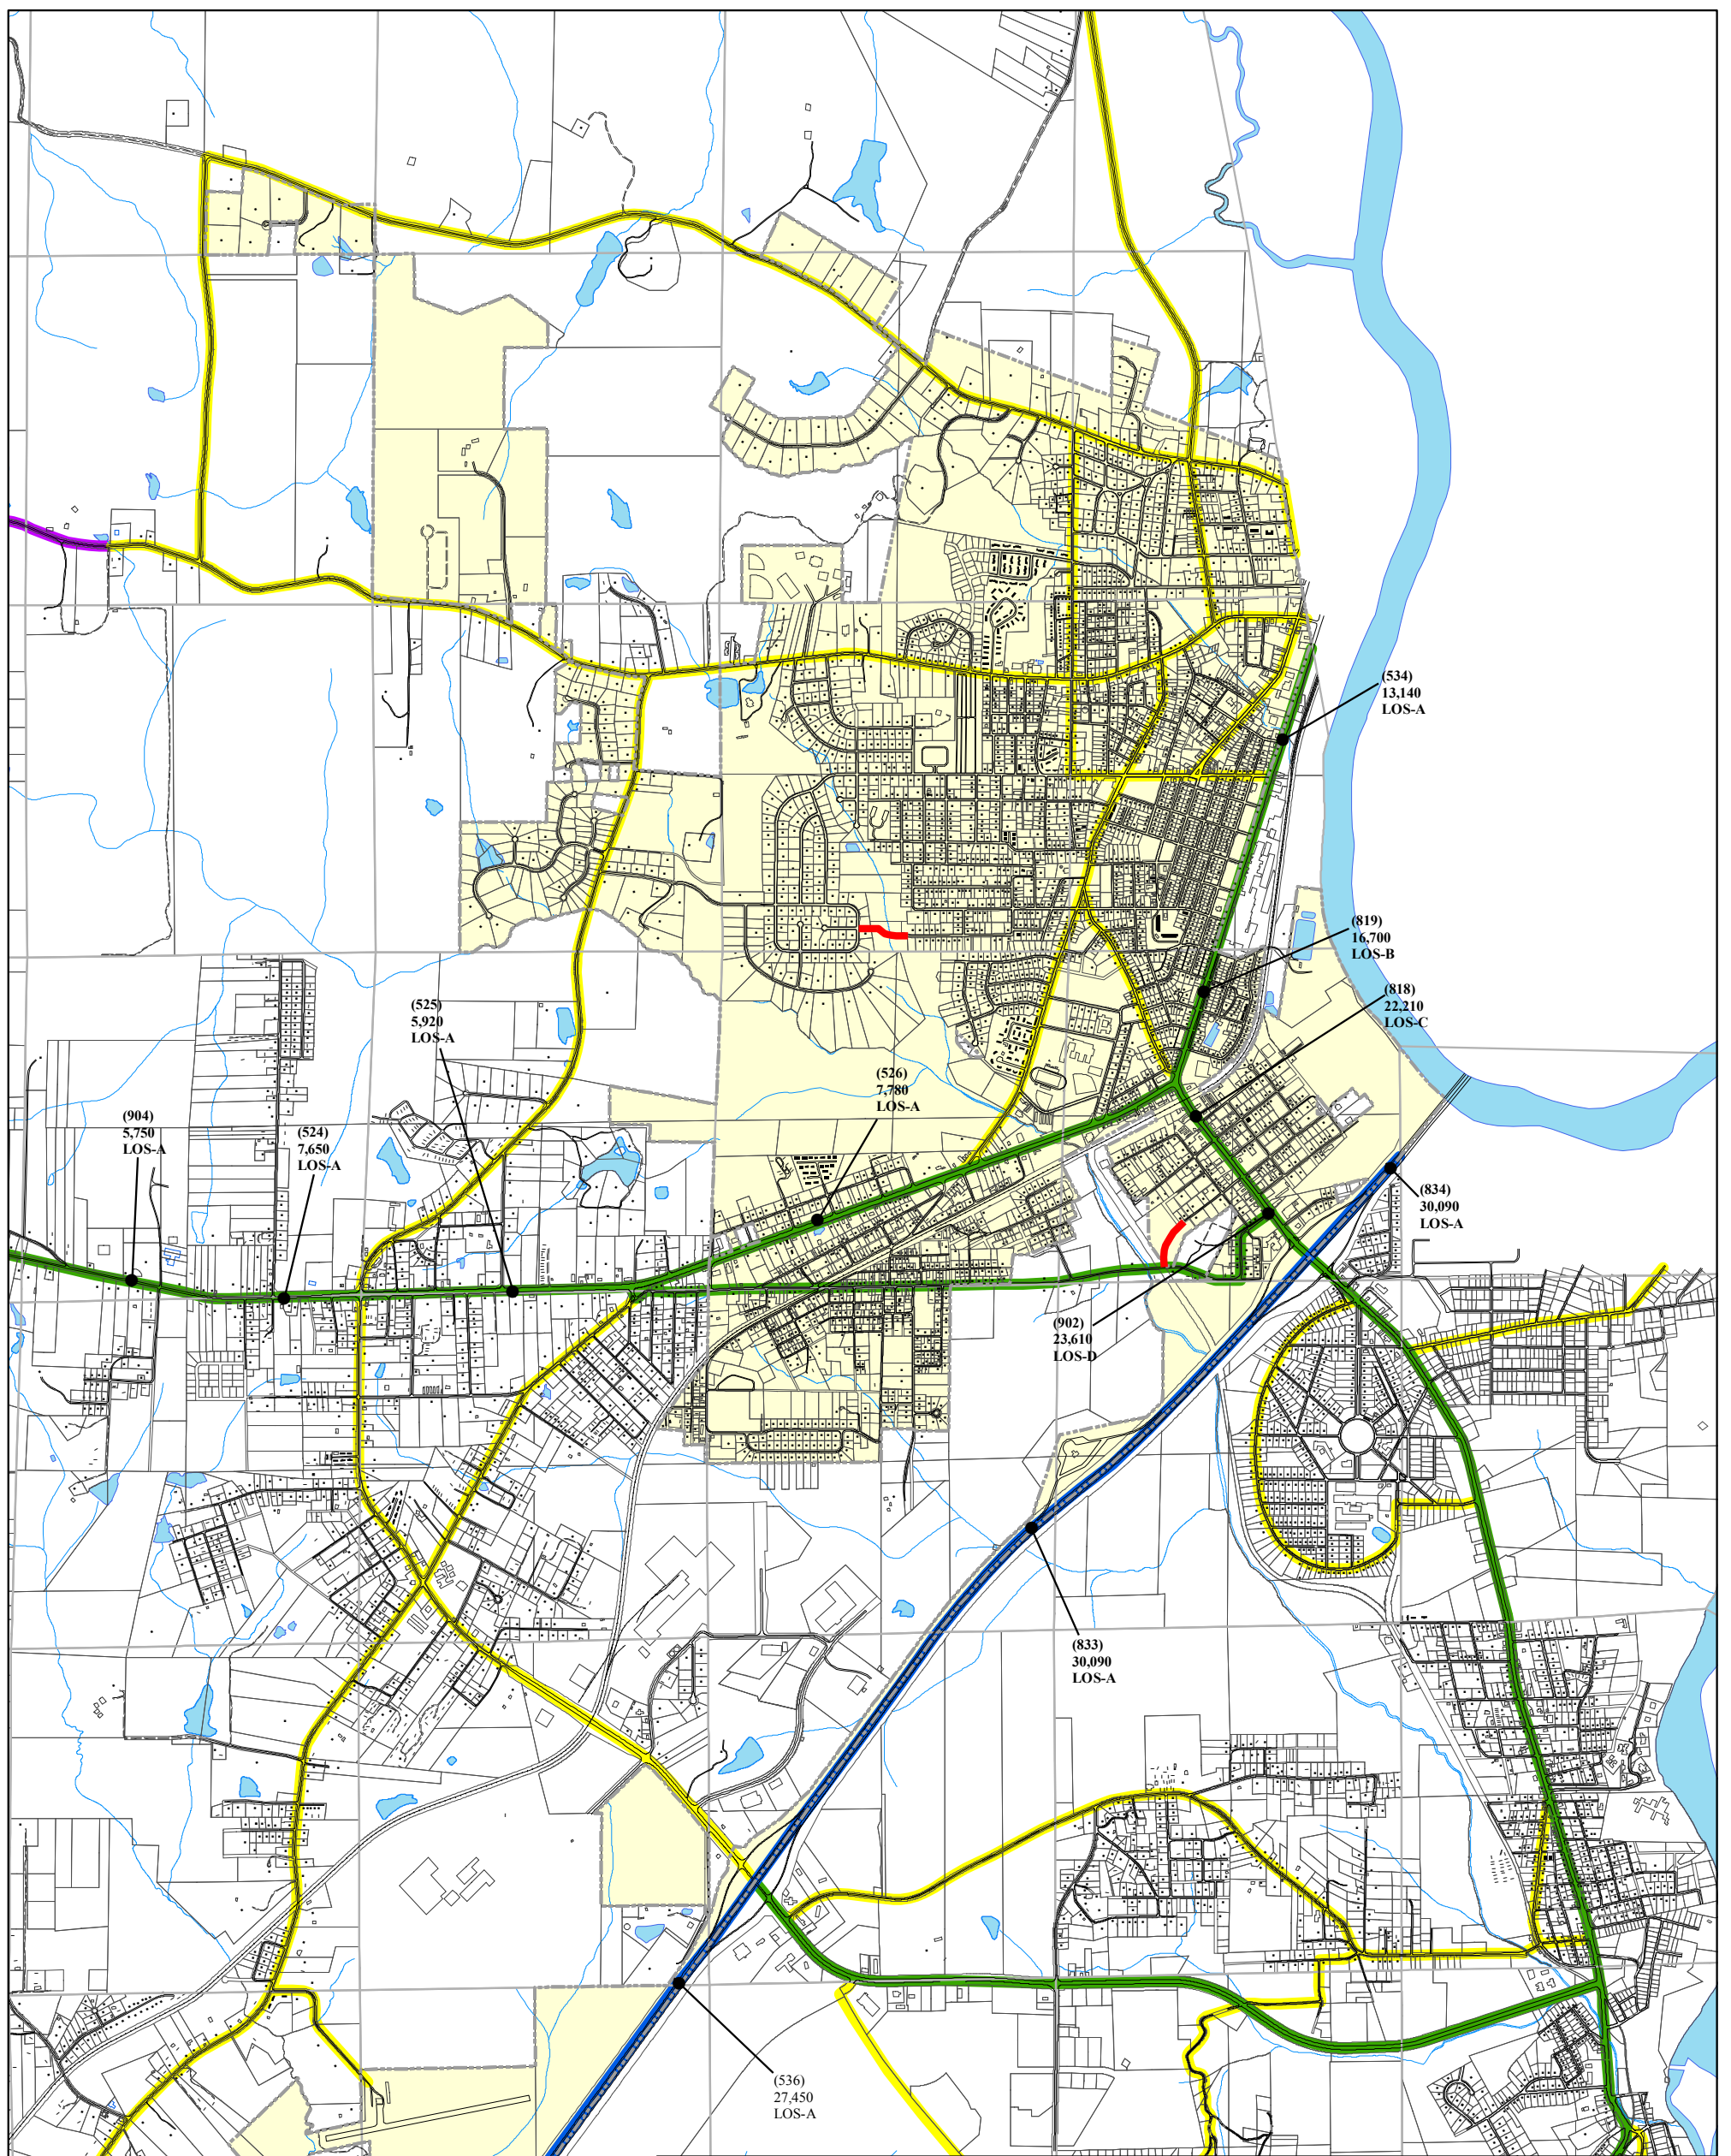 (534)
13,140
LOS-A
(819)
16,700
LOS-B
(818)
22,210
LOS-C
(525)
5,920
LOS-A
(526)
7,780
LOS-A
(904)
5,750
LOS-A
(524)
7,650
LOS-A
(834)
30,090
LOS-A
(902)
23,610
LOS-D
(833)
30,090
LOS-A
(536)
27,450
LOS-A